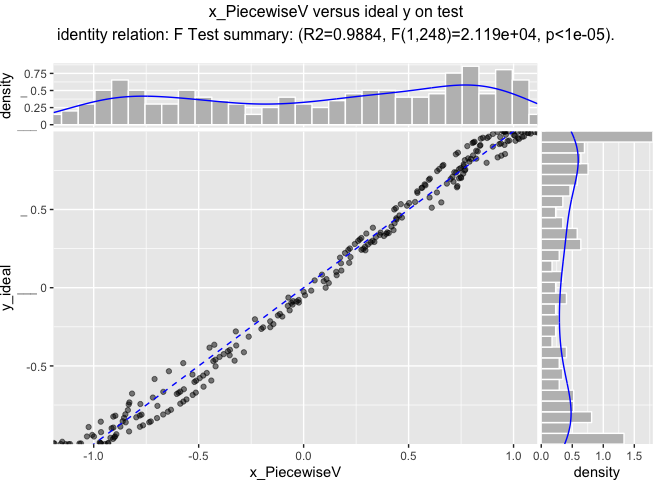 x_PiecewiseV versus ideal y on test
identity relation: F Test summary: (R2=0.9884, F(1,248)=2.119e+04, p<1e-05).
density
0.75
0.5
0.25
0
y_ideal
0.5
0
-0.5
-1.0
-0.5
0.0
0.5
1.0
x_PiecewiseV
0.0
0.5
1.0
1.5
density